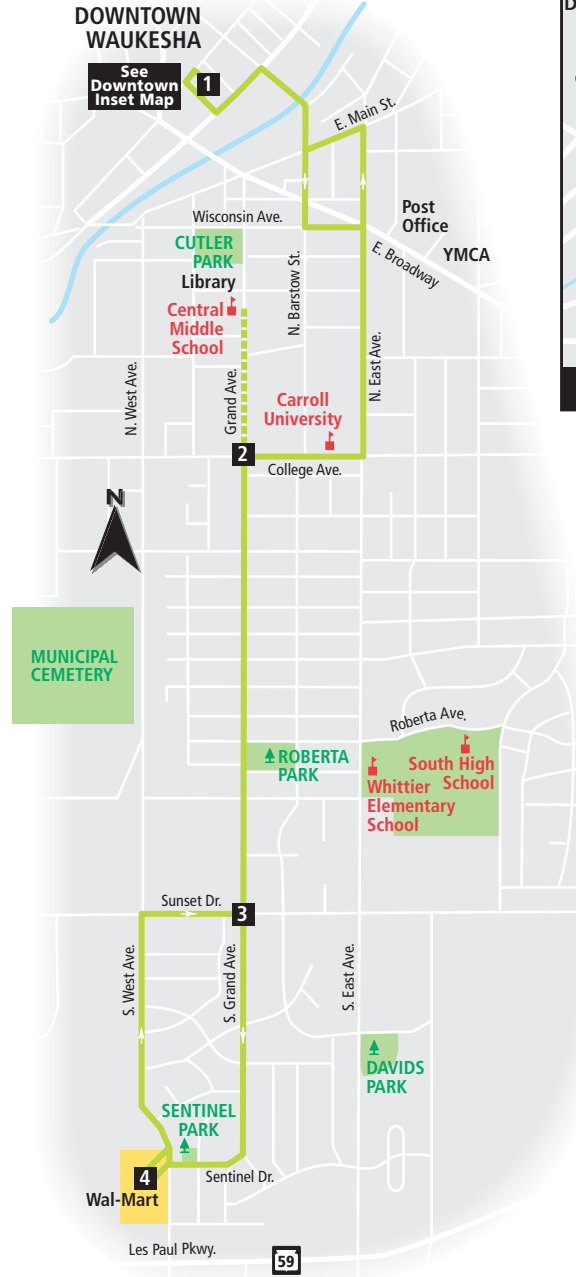 DOWNTOWN
WAUKESHA
See
Downtown
Inset Map
1
D
E. Main St.
Wisconsin Ave.
Post
Office
CUTLER
PARK
E. Broadway
YMCA
Library
N. Barstow St.
Central
Middle
School
N. West Ave.
Grand Ave.
N. East Ave.
Carroll
University
2
College Ave.
N
MUNICIPAL
CEMETERY
Roberta Ave.
ROBERTA
PARK
South High
School
Whittier
Elementary
School
Sunset Dr.
3
S. West Ave.
S. Grand Ave.
S. East Ave.
DAVIDS
PARK
SENTINEL
PARK
4
Sentinel Dr.
Wal-Mart
Les Paul Pkwy.
59